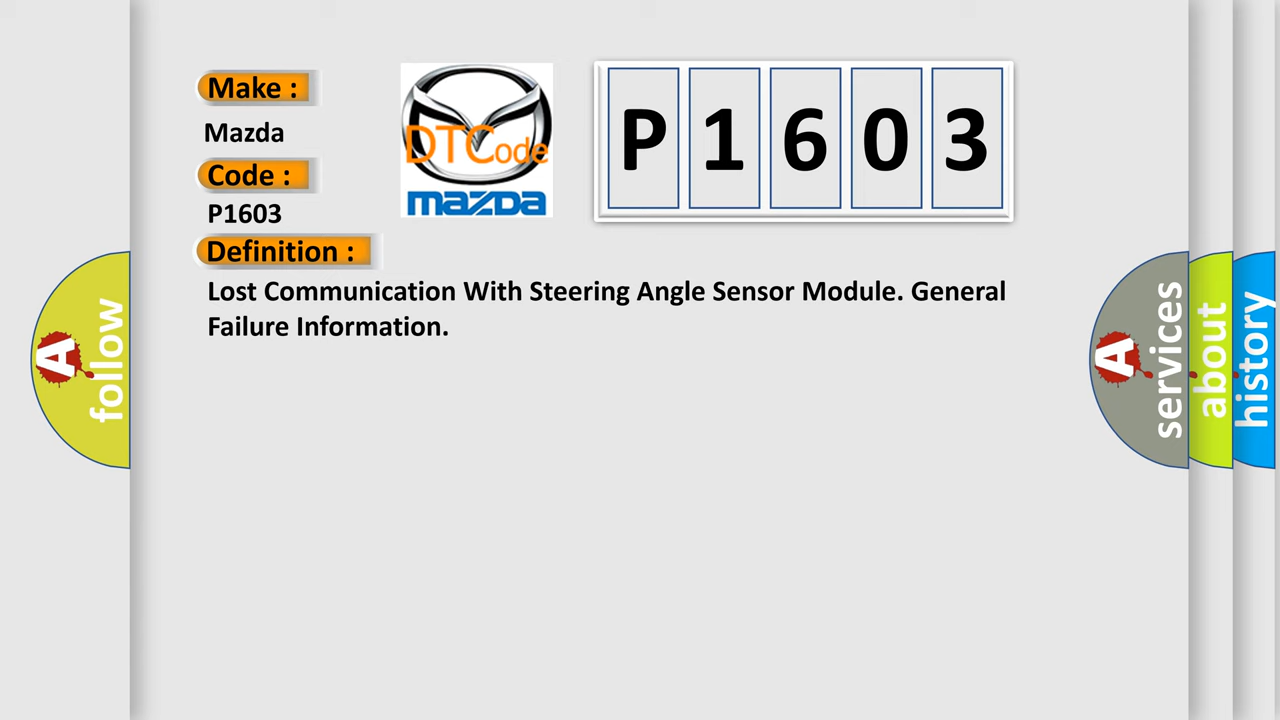 Make :
Mazda
Code :
P1603
Definition :
Lost Communication With Steering Angle Sensor Module. General
Failure Information.
DTCode
mazda
P 1 6 0 3
A follow
A services
about
history